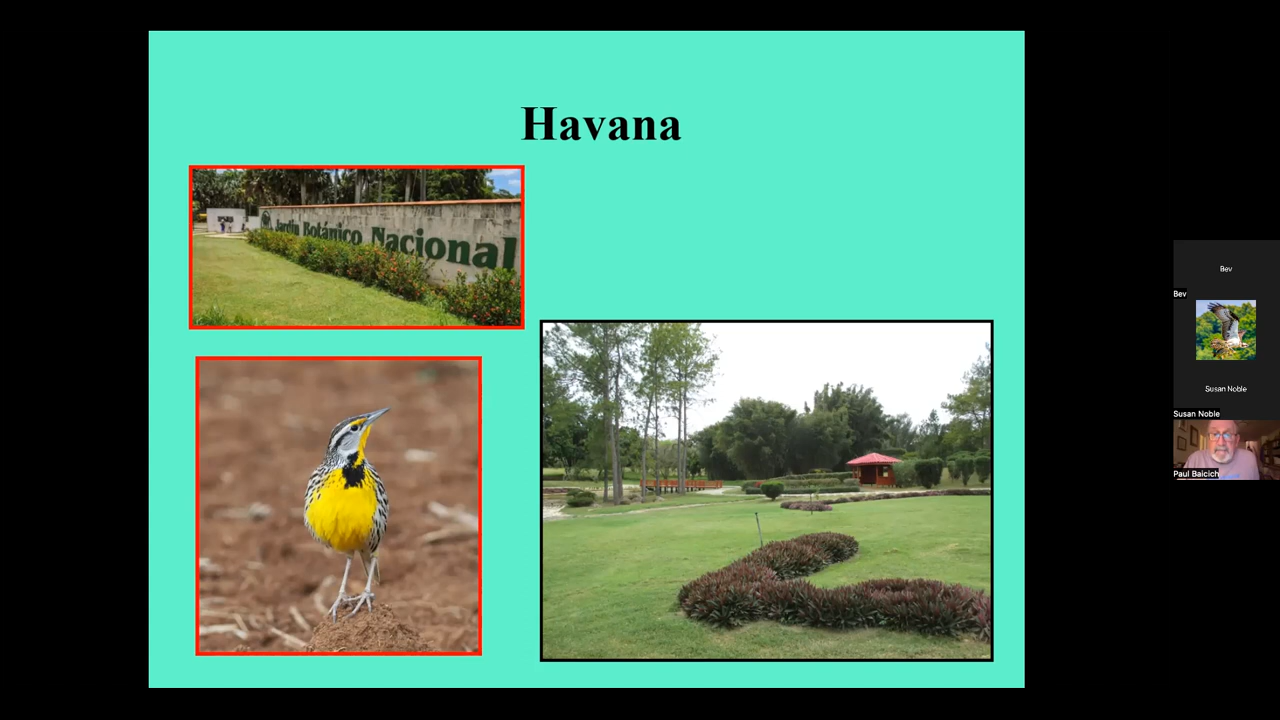 Havana
Jardín Botánico Nacional
Bev
Bev
Susan Noble
Susan Noble
Paul Baicich